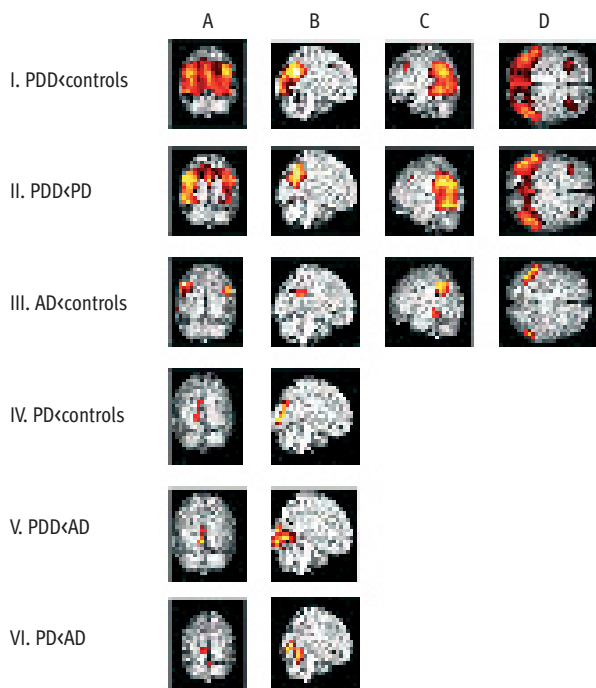 A B C D
I. PDD<controls
II. PDD<PD
III. AD<controls
IV. PD<controls
V. PDD<AD
VI. PD<AD